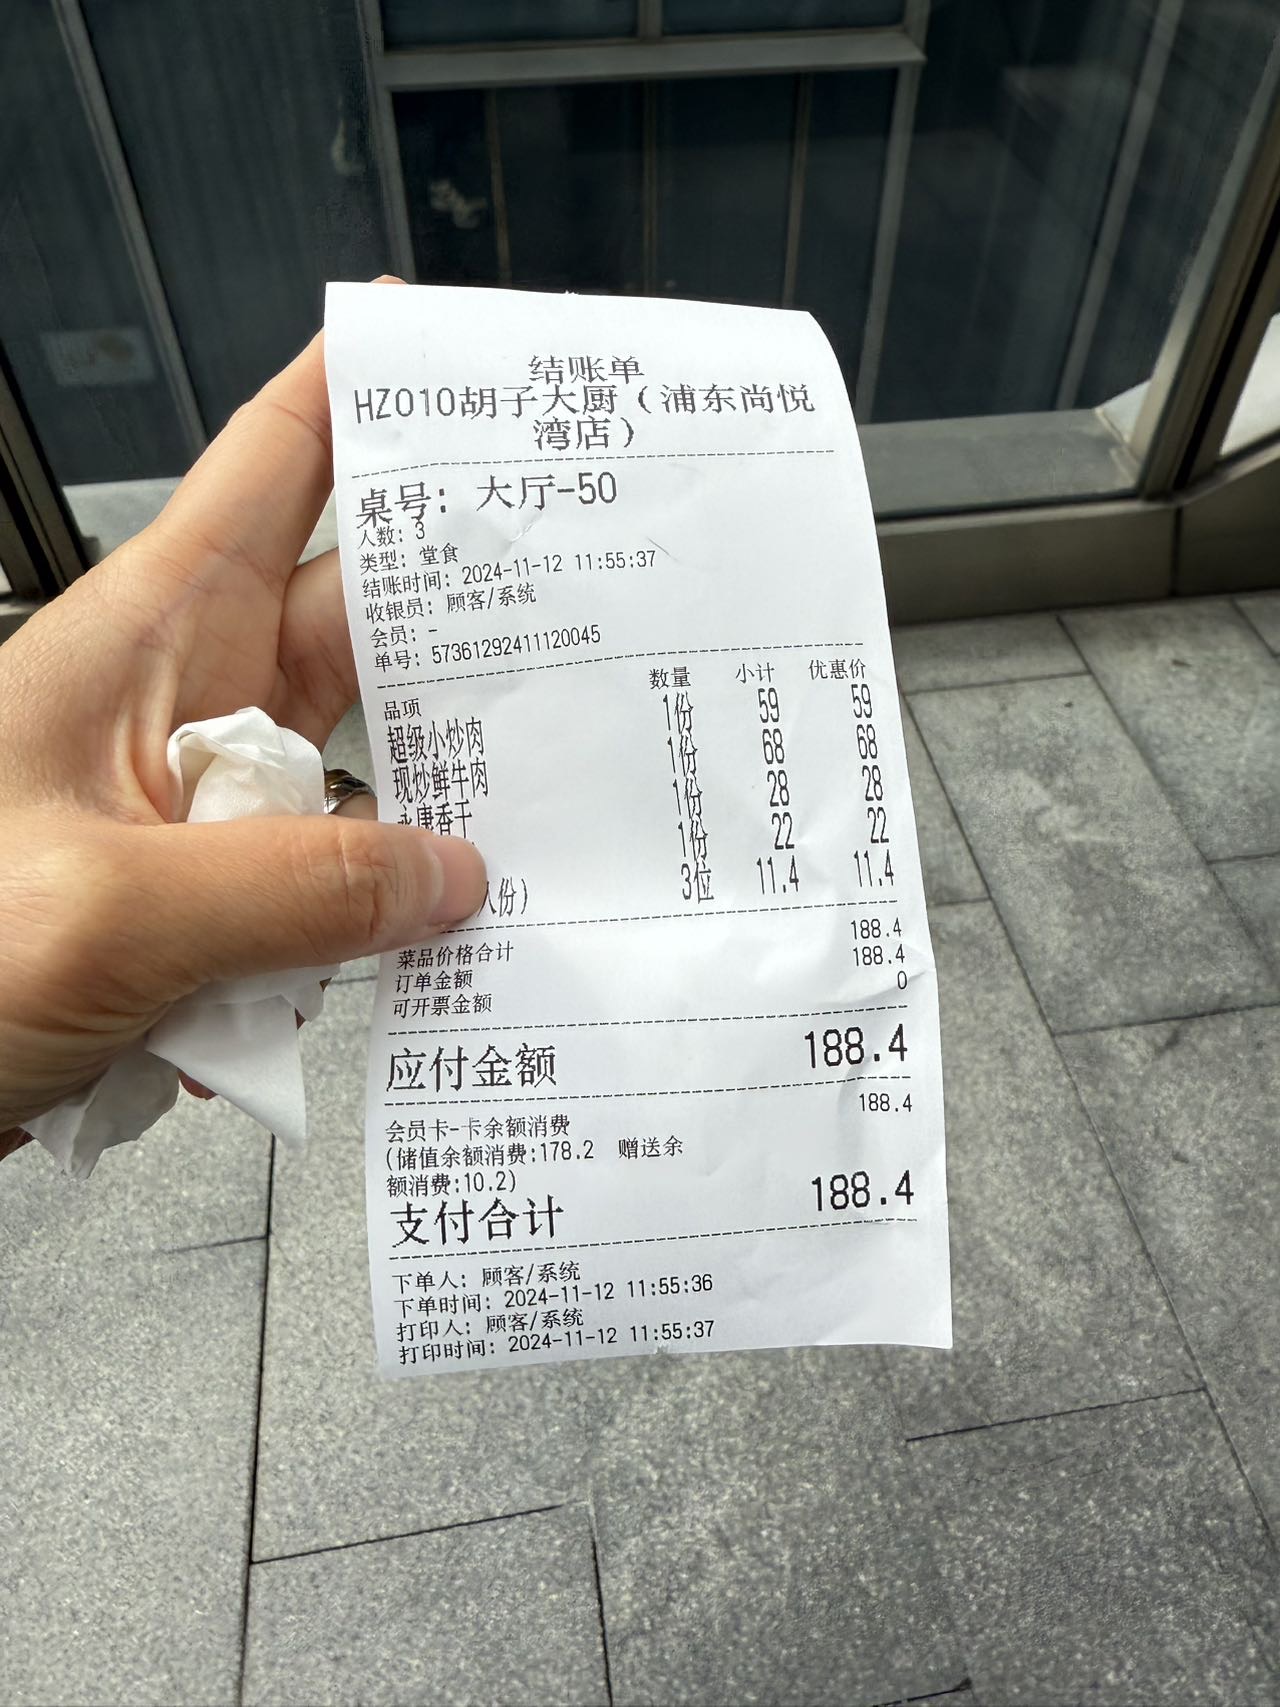 结账单
HZ010胡子大厨（浦东尚悦
湾店）
桌号: 大厅-50
人数: 3
类型: 堂食
结账时间: 2024-11-12 11:55:37
收银员: 顾客/系统
会员: -
单号: 57361292411120045
品项 数量 小计 优惠价
超级小炒肉 1份 59 59
现炒鲜牛肉 1份 68 68
永康香干 1份 28 28
1份 22 22
人份) 3位 11.4 11.4
菜品价格合计 188.4
订单金额 188.4
可开票金额 0
应付金额 188.4
会员卡-卡余额消费 188.4
(储值余额消费:178.2 赠送余
额消费:10.2)
支付合计 188.4
下单人: 顾客/系统
下单时间: 2024-11-12 11:55:36
打印人: 顾客/系统
打印时间: 2024-11-12 11:55:37